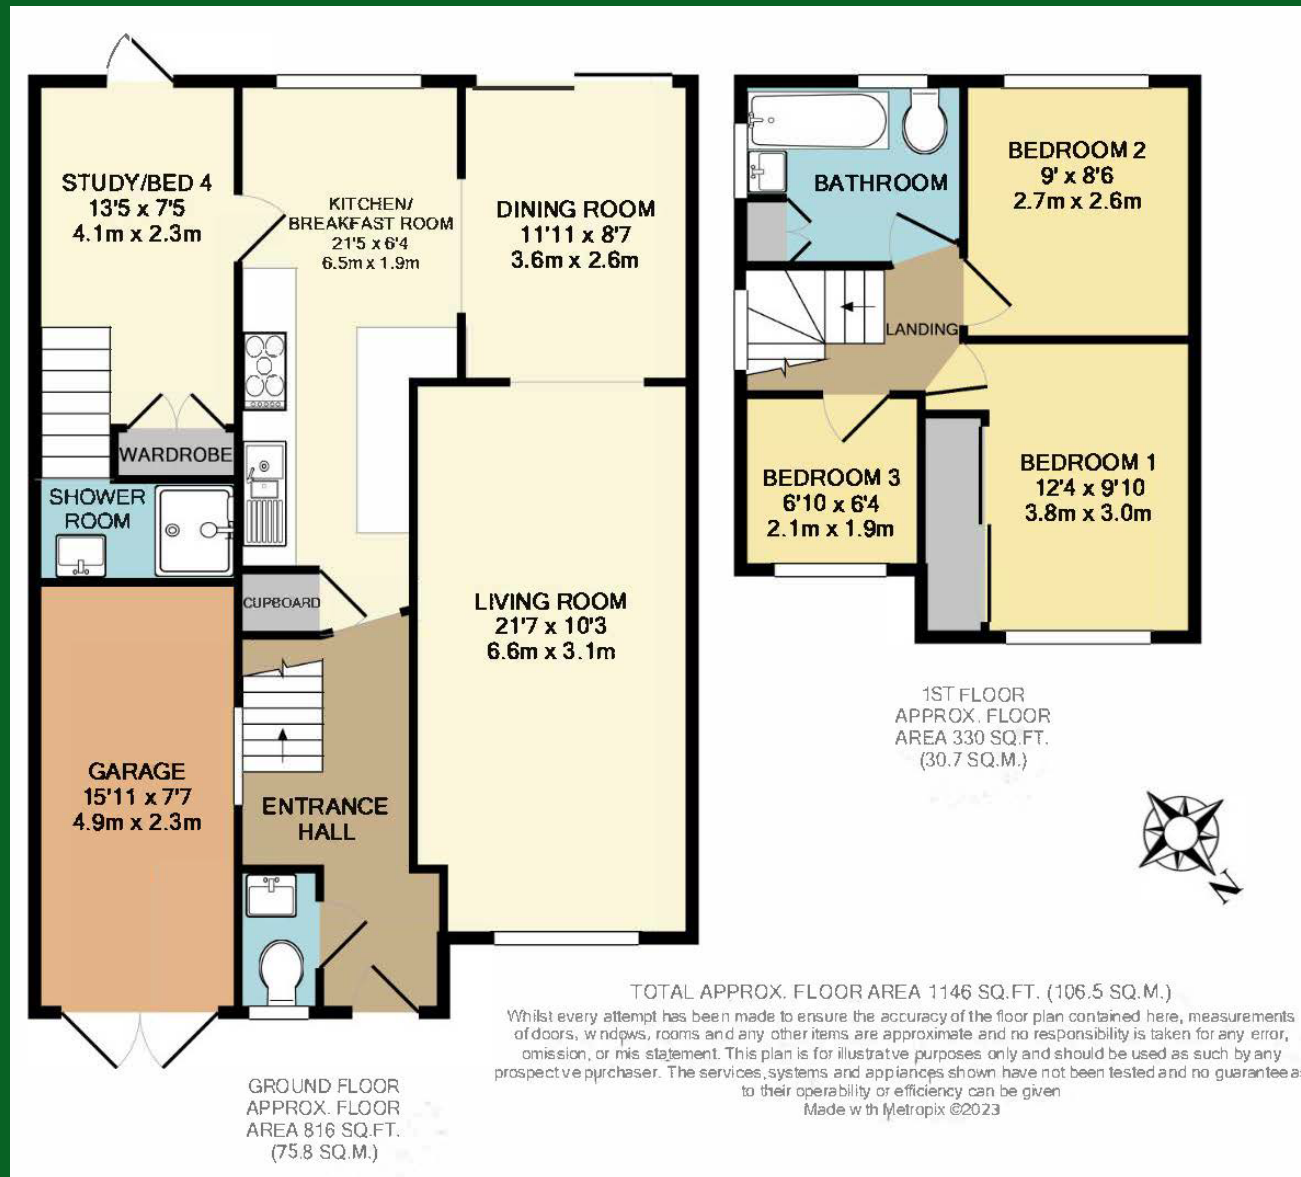 STUDY/BED 4
13'5 x 7'5
4.1m x 2.3m
KITCHEN/
BREAKFAST ROOM
21'5 x 6'4
6.5m x 1.9m
DINING ROOM
11'11 x 8'7
3.6m x 2.6m
WARDROBE
SHOWER
ROOM
CUPBOARD
LIVING ROOM
21'7 x 10'3
6.6m x 3.1m
GARAGE
15'11 x 7'7
4.9m x 2.3m
ENTRANCE
HALL
GROUND FLOOR
APPROX. FLOOR
AREA 816 SQ.FT.
(75.8 SQ.M.)
BATHROOM
BEDROOM 2
9' x 8'6
2.7m x 2.6m
LANDING
BEDROOM 3
6'10 x 6'4
2.1m x 1.9m
BEDROOM 1
12'4 x 9'10
3.8m x 3.0m
1ST FLOOR
APPROX. FLOOR
AREA 330 SQ.FT.
(30.7 SQ.M.)
N
TOTAL APPROX. FLOOR AREA 1146 SQ.FT. (106.5 SQ.M.)
Whilst every attempt has been made to ensure the accuracy of the floor plan contained here, measurements
of doors, windows, rooms and any other items are approximate and no responsibility is taken for any error,
omission, or mis statement. This plan is for illustrative purposes only and should be used as such by any
prospective purchaser. The services, systems and appliances shown have not been tested and no guarantee as
to their operability or efficiency can be given
Made with Metropix ©2023